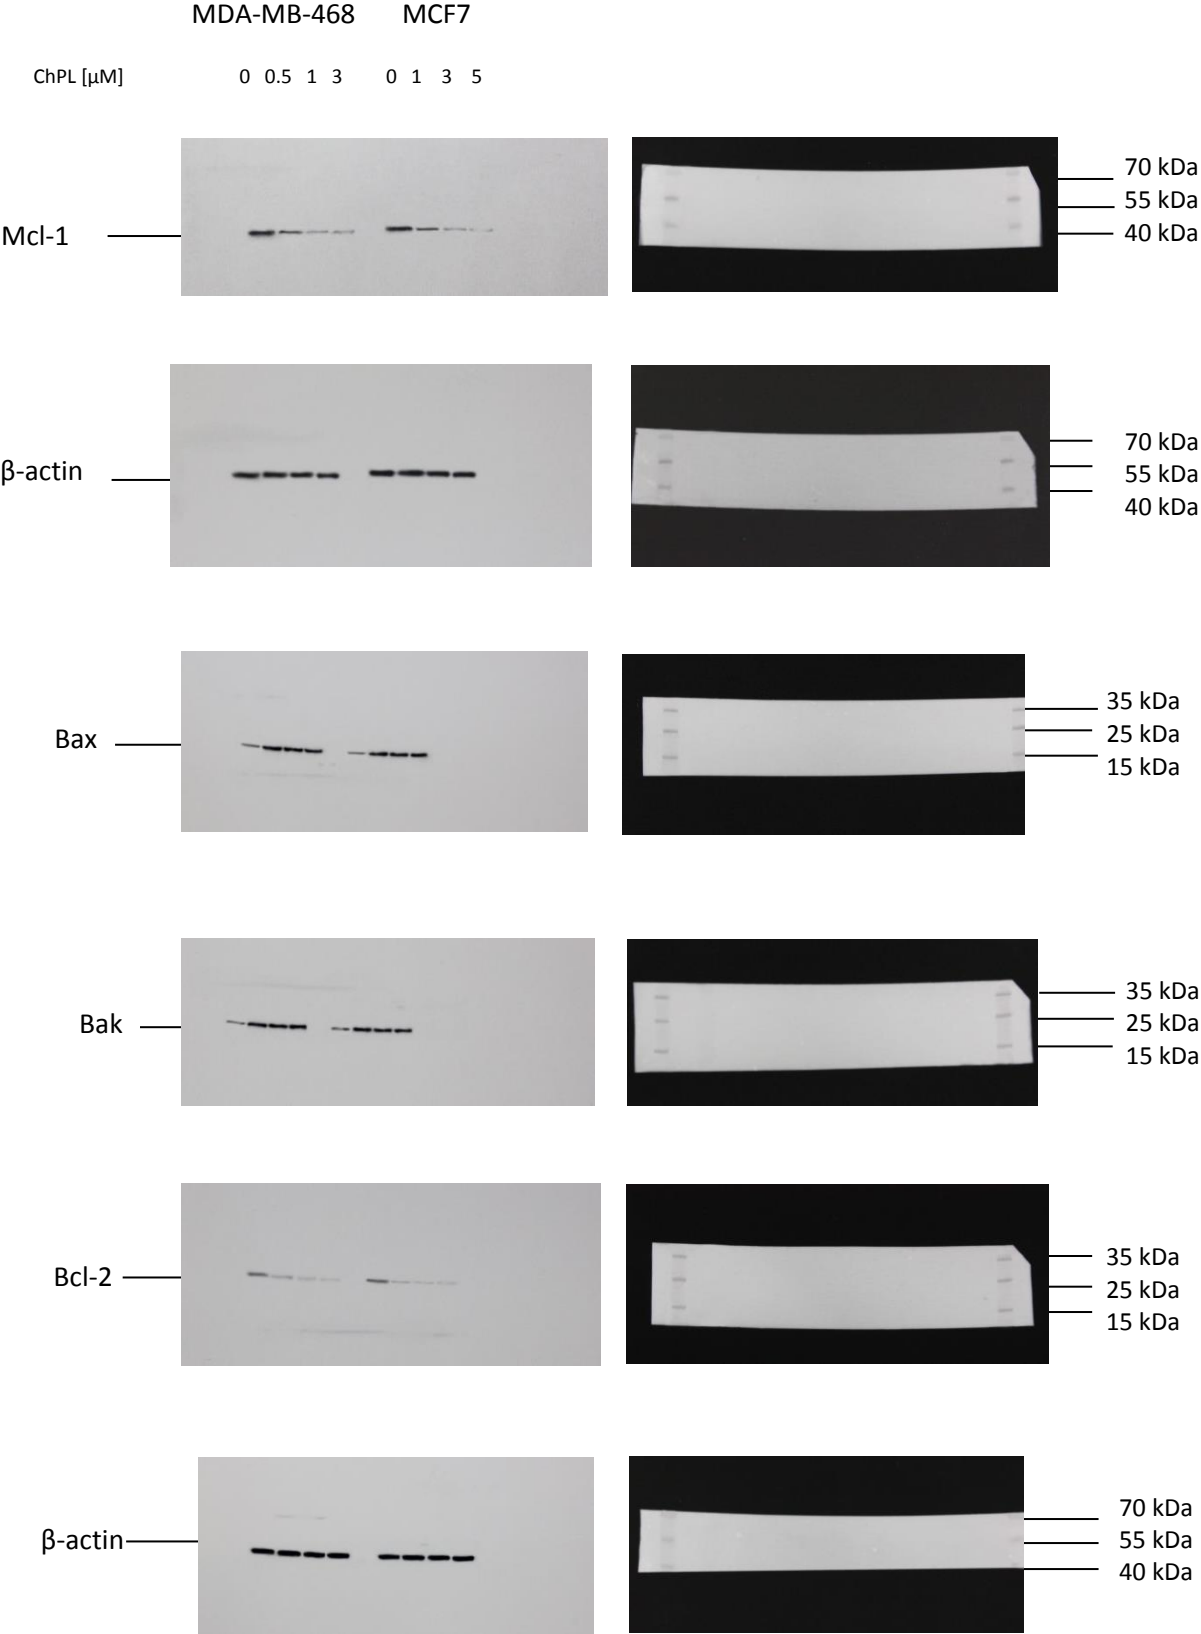 MDA-MB-468 MCF7
ChPL [µM] 0 0.5 1 3 0 1 3 5
70 kDa
55 kDa
Mcl-1 40 kDa
70 kDa
β-actin 55 kDa
40 kDa
35 kDa
Bax 25 kDa
15 kDa
35 kDa
Bak 25 kDa
15 kDa
35 kDa
Bcl-2 25 kDa
15 kDa
70 kDa
β-actin 55 kDa
40 kDa